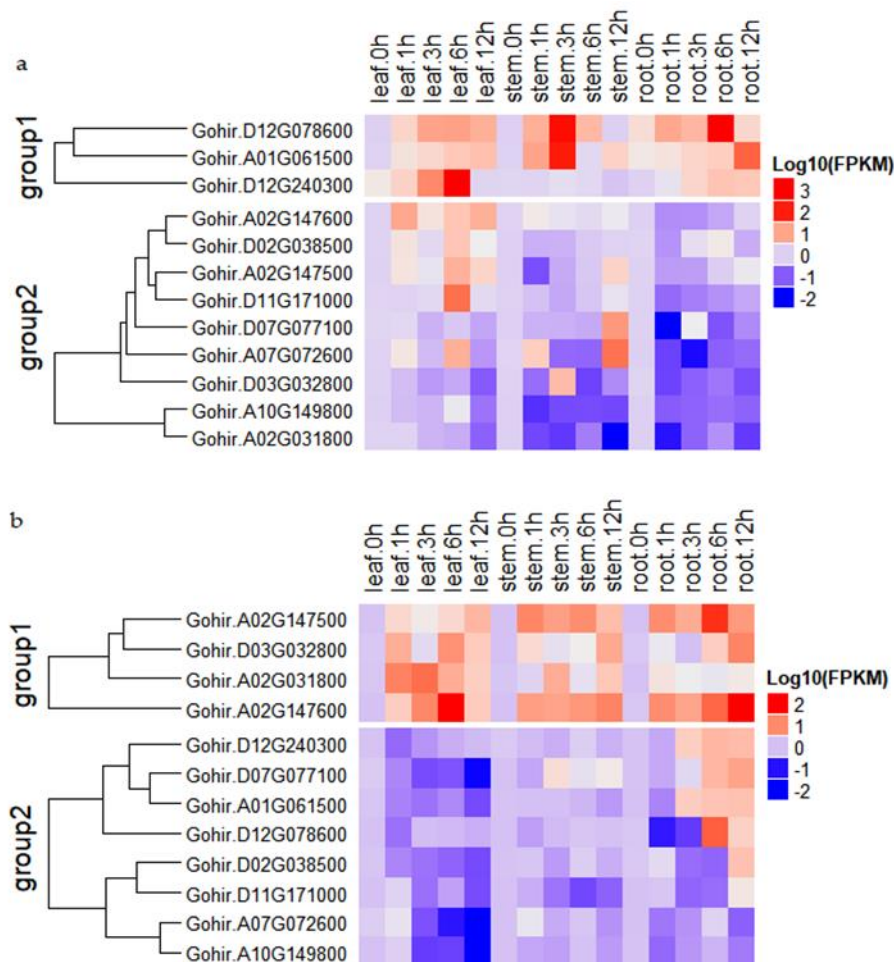 a
leaf.0h leaf.1h leaf.3h leaf.6h leaf.12h stem.0h stem.1h stem.3h stem.6h stem.12h root.0h root.1h root.3h root.6h root.12h
group1
Gohir.D12G078600
Gohir.A01G061500
Gohir.D12G240300
group2
Gohir.A02G147600
Gohir.D02G038500
Gohir.A02G147500
Gohir.D11G171000
Gohir.D07G077100
Gohir.A07G072600
Gohir.D03G032800
Gohir.A10G149800
Gohir.A02G031800
Log10(FPKM)
3
2
1
0
-1
-2
b
leaf.0h leaf.1h leaf.3h leaf.6h leaf.12h stem.0h stem.1h stem.3h stem.6h stem.12h root.0h root.1h root.3h root.6h root.12h
group1
Gohir.A02G147500
Gohir.D03G032800
Gohir.A02G031800
Gohir.A02G147600
group2
Gohir.D12G240300
Gohir.D07G077100
Gohir.A01G061500
Gohir.D12G078600
Gohir.D02G038500
Gohir.D11G171000
Gohir.A07G072600
Gohir.A10G149800
Log10(FPKM)
2
1
0
-1
-2